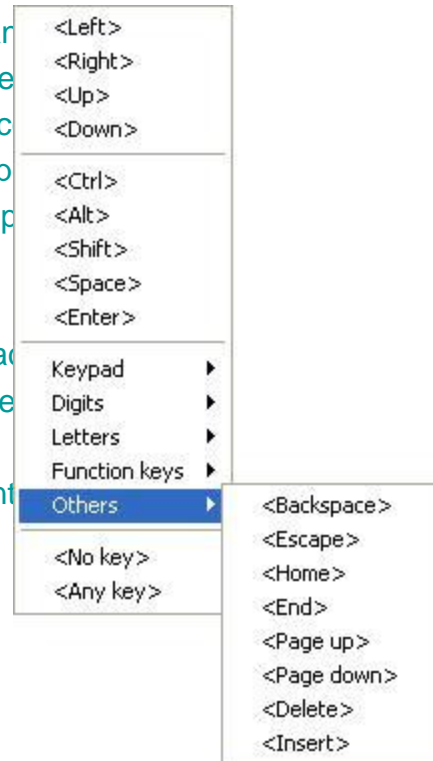 <Left>
<Right>
<Up>
<Down>
<Ctrl>
<Alt>
<Shift>
<Space>
<Enter>
Keypad
Digits
Letters
Function keys
Others
<No key>
<Any key>
<Backspace>
<Escape>
<Home>
<End>
<Page up>
<Page down>
<Delete>
<Insert>